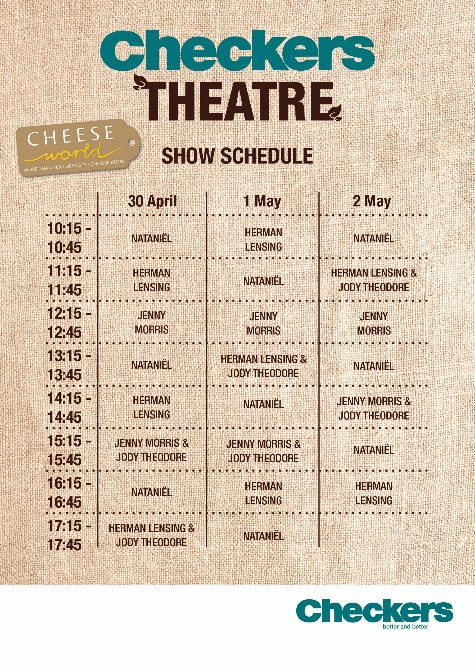 Checkers
THEATRE
CHEESE
world
SHOW SCHEDULE
30 April 1 May 2 May
10:15 - 10:45 NATANIËL HERMAN LENSING NATANIËL
11:15 - 11:45 HERMAN LENSING NATANIËL HERMAN LENSING & JODY THEODORE
12:15 - 12:45 JENNY MORRIS JENNY MORRIS JENNY MORRIS
13:15 - 13:45 NATANIËL HERMAN LENSING & JODY THEODORE NATANIËL
14:15 - 14:45 HERMAN LENSING NATANIËL JENNY MORRIS & JODY THEODORE
15:15 - 15:45 JENNY MORRIS & JODY THEODORE JENNY MORRIS & JODY THEODORE NATANIËL
16:15 - 16:45 NATANIËL HERMAN LENSING HERMAN LENSING
17:15 - 17:45 HERMAN LENSING & JODY THEODORE NATANIËL
Checkers
better and better